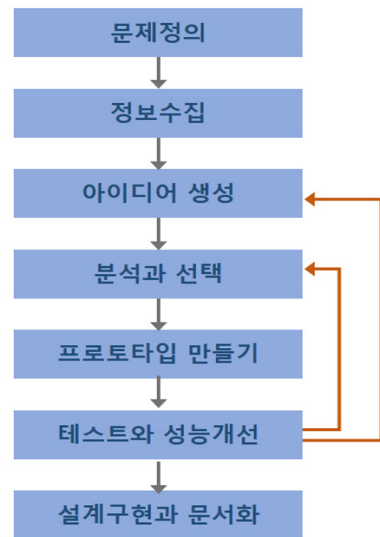 문제정의
정보수집
아이디어 생성
분석과 선택
프로토타입 만들기
테스트와 성능개선
설계구현과 문서화